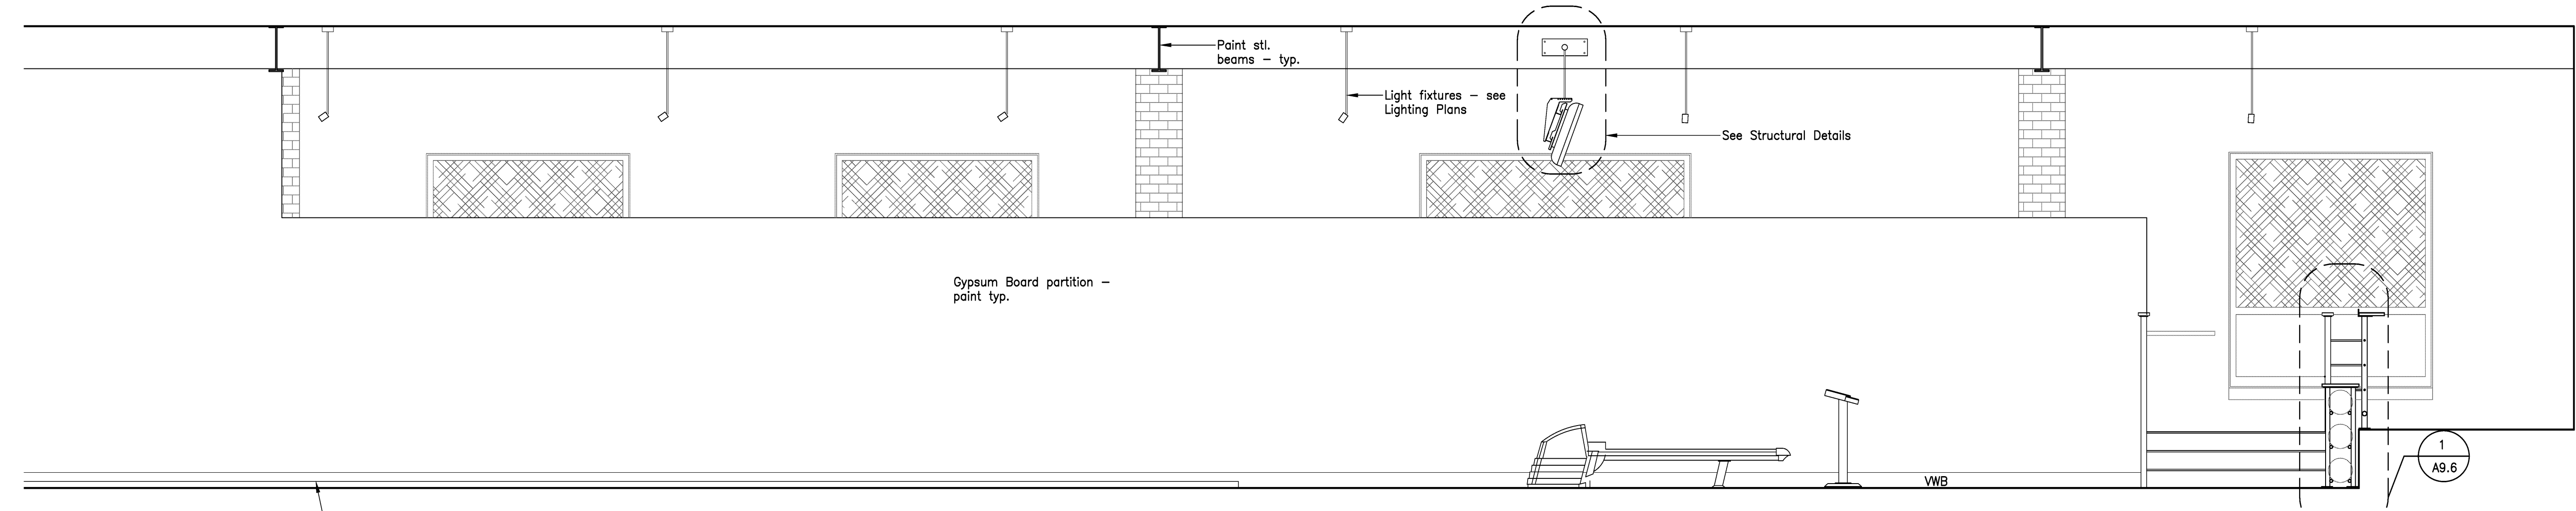 Paint stl.
beams – typ.
Light fixtures – see
Lighting Plans
See Structural Details
Gypsum Board partition –
paint typ.
VWB
1
A9.6